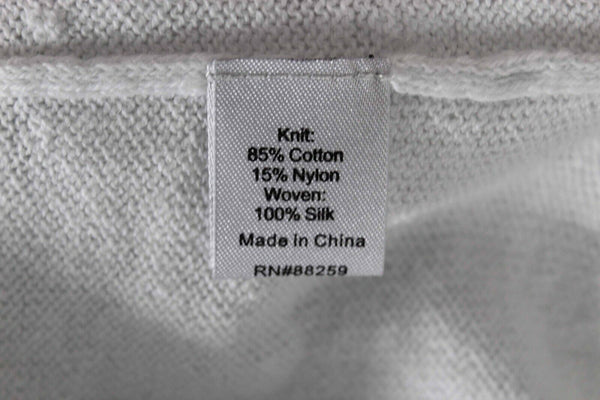 Knit:
85% Cotton
15% Nylon
Woven:
100% Silk
Made in China
RN#88259